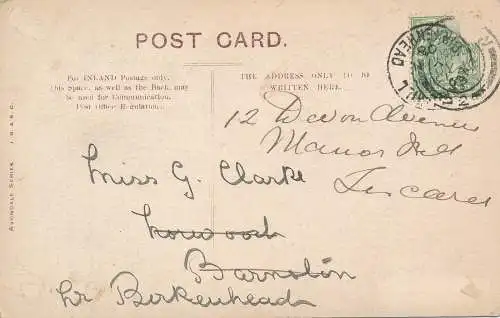 POST CARD.
For INLAND Postage only,
this Space, as well as the Back, may
be used for Communication.
Post Office Regulation.
THE ADDRESS ONLY TO BE
WRITTEN HERE.
AVONDALE SERIES
BIRKENHEAD
12 Devon Avenue
Manor Hill
Liscard
Miss G. Clarke
Barnston
Nr Birkenhead